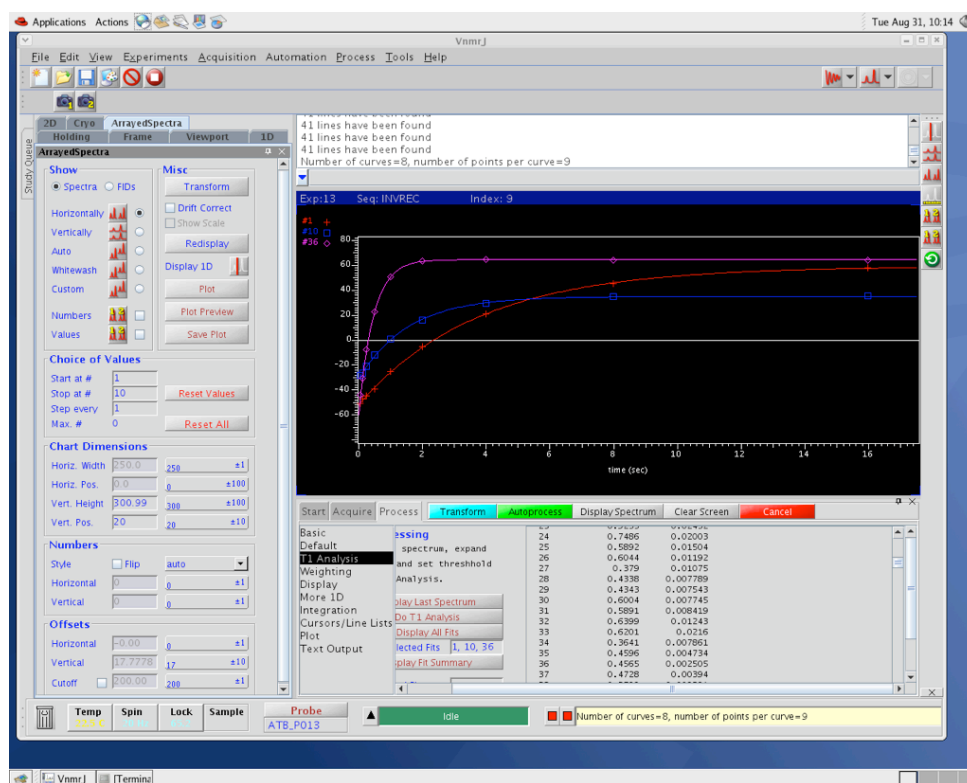 Applications Actions
Tue Aug 31, 10:14
VnmrJ
File Edit View Experiments Acquisition Automation Process Tools Help
2D Cryo ArrayedSpectra
Holding Frame Viewport 1D
Study Queue
ArrayedSpectra
Show
Spectra FIDs
Horizontally
Vertically
Auto
Whitewash
Custom
Numbers
Values
Misc
Transform
Drift Correct
Show Scale
Redisplay
Display 1D
Plot
Plot Preview
Save Plot
Choice of Values
Start at # 1
Stop at # 10 Reset Values
Step every 1
Max. # 0 Reset All
Chart Dimensions
Horiz. Width 250.0 250 ±1
Horiz. Pos. 0.0 0 ±100
Vert. Height 300.99 300 ±100
Vert. Pos. 20 20 ±10
Numbers
Style Flip auto
Horizontal 0 0 ±1
Vertical 0 0 ±1
Offsets
Horizontal -0.00 0 ±1
Vertical 17.7778 17 ±10
Cutoff 200.00 200 ±1
41 lines have been found
41 lines have been found
41 lines have been found
Number of curves=8, number of points per curve=9
Exp:13 Seq: INVREC Index: 9
#1 +
#10
#36
80
60
40
20
0
-20
-40
-60
0 2 4 6 8 10 12 14 16
time (sec)
Start Acquire Process Transform Autoprocess Display Spectrum Clear Screen Cancel
Basic
Default
T1 Analysis
Weighting
Display
More 1D
Integration
Cursors/Line Lists
Plot
Text Output
essing
spectrum, expand
and set threshhold
Analysis.
play Last Spectrum
Do T1 Analysis
Display All Fits
lected Fits 1, 10, 36
splay Fit Summary
24 0.7486 0.02003
25 0.5892 0.01504
26 0.6044 0.01192
27 0.379 0.01075
28 0.4338 0.007789
29 0.4343 0.007543
30 0.6004 0.007745
31 0.5891 0.008419
32 0.6399 0.01243
33 0.6201 0.0216
34 0.3641 0.007861
35 0.4596 0.004734
36 0.4565 0.002505
37 0.4728 0.00394
Temp Spin Lock Sample
Probe
ATB_P013
Idle
Number of curves=8, number of points per curve=9
VnmrJ
[Termina